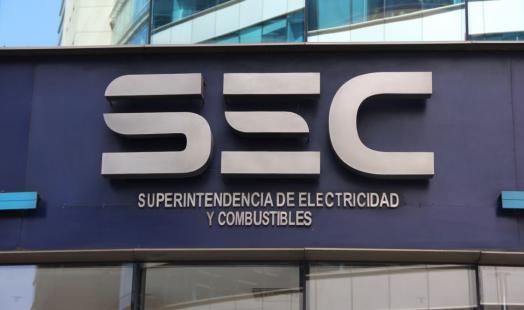 SEC
SUPERINTENDENCIA DE ELECTRICIDAD
Y COMBUSTIBLES